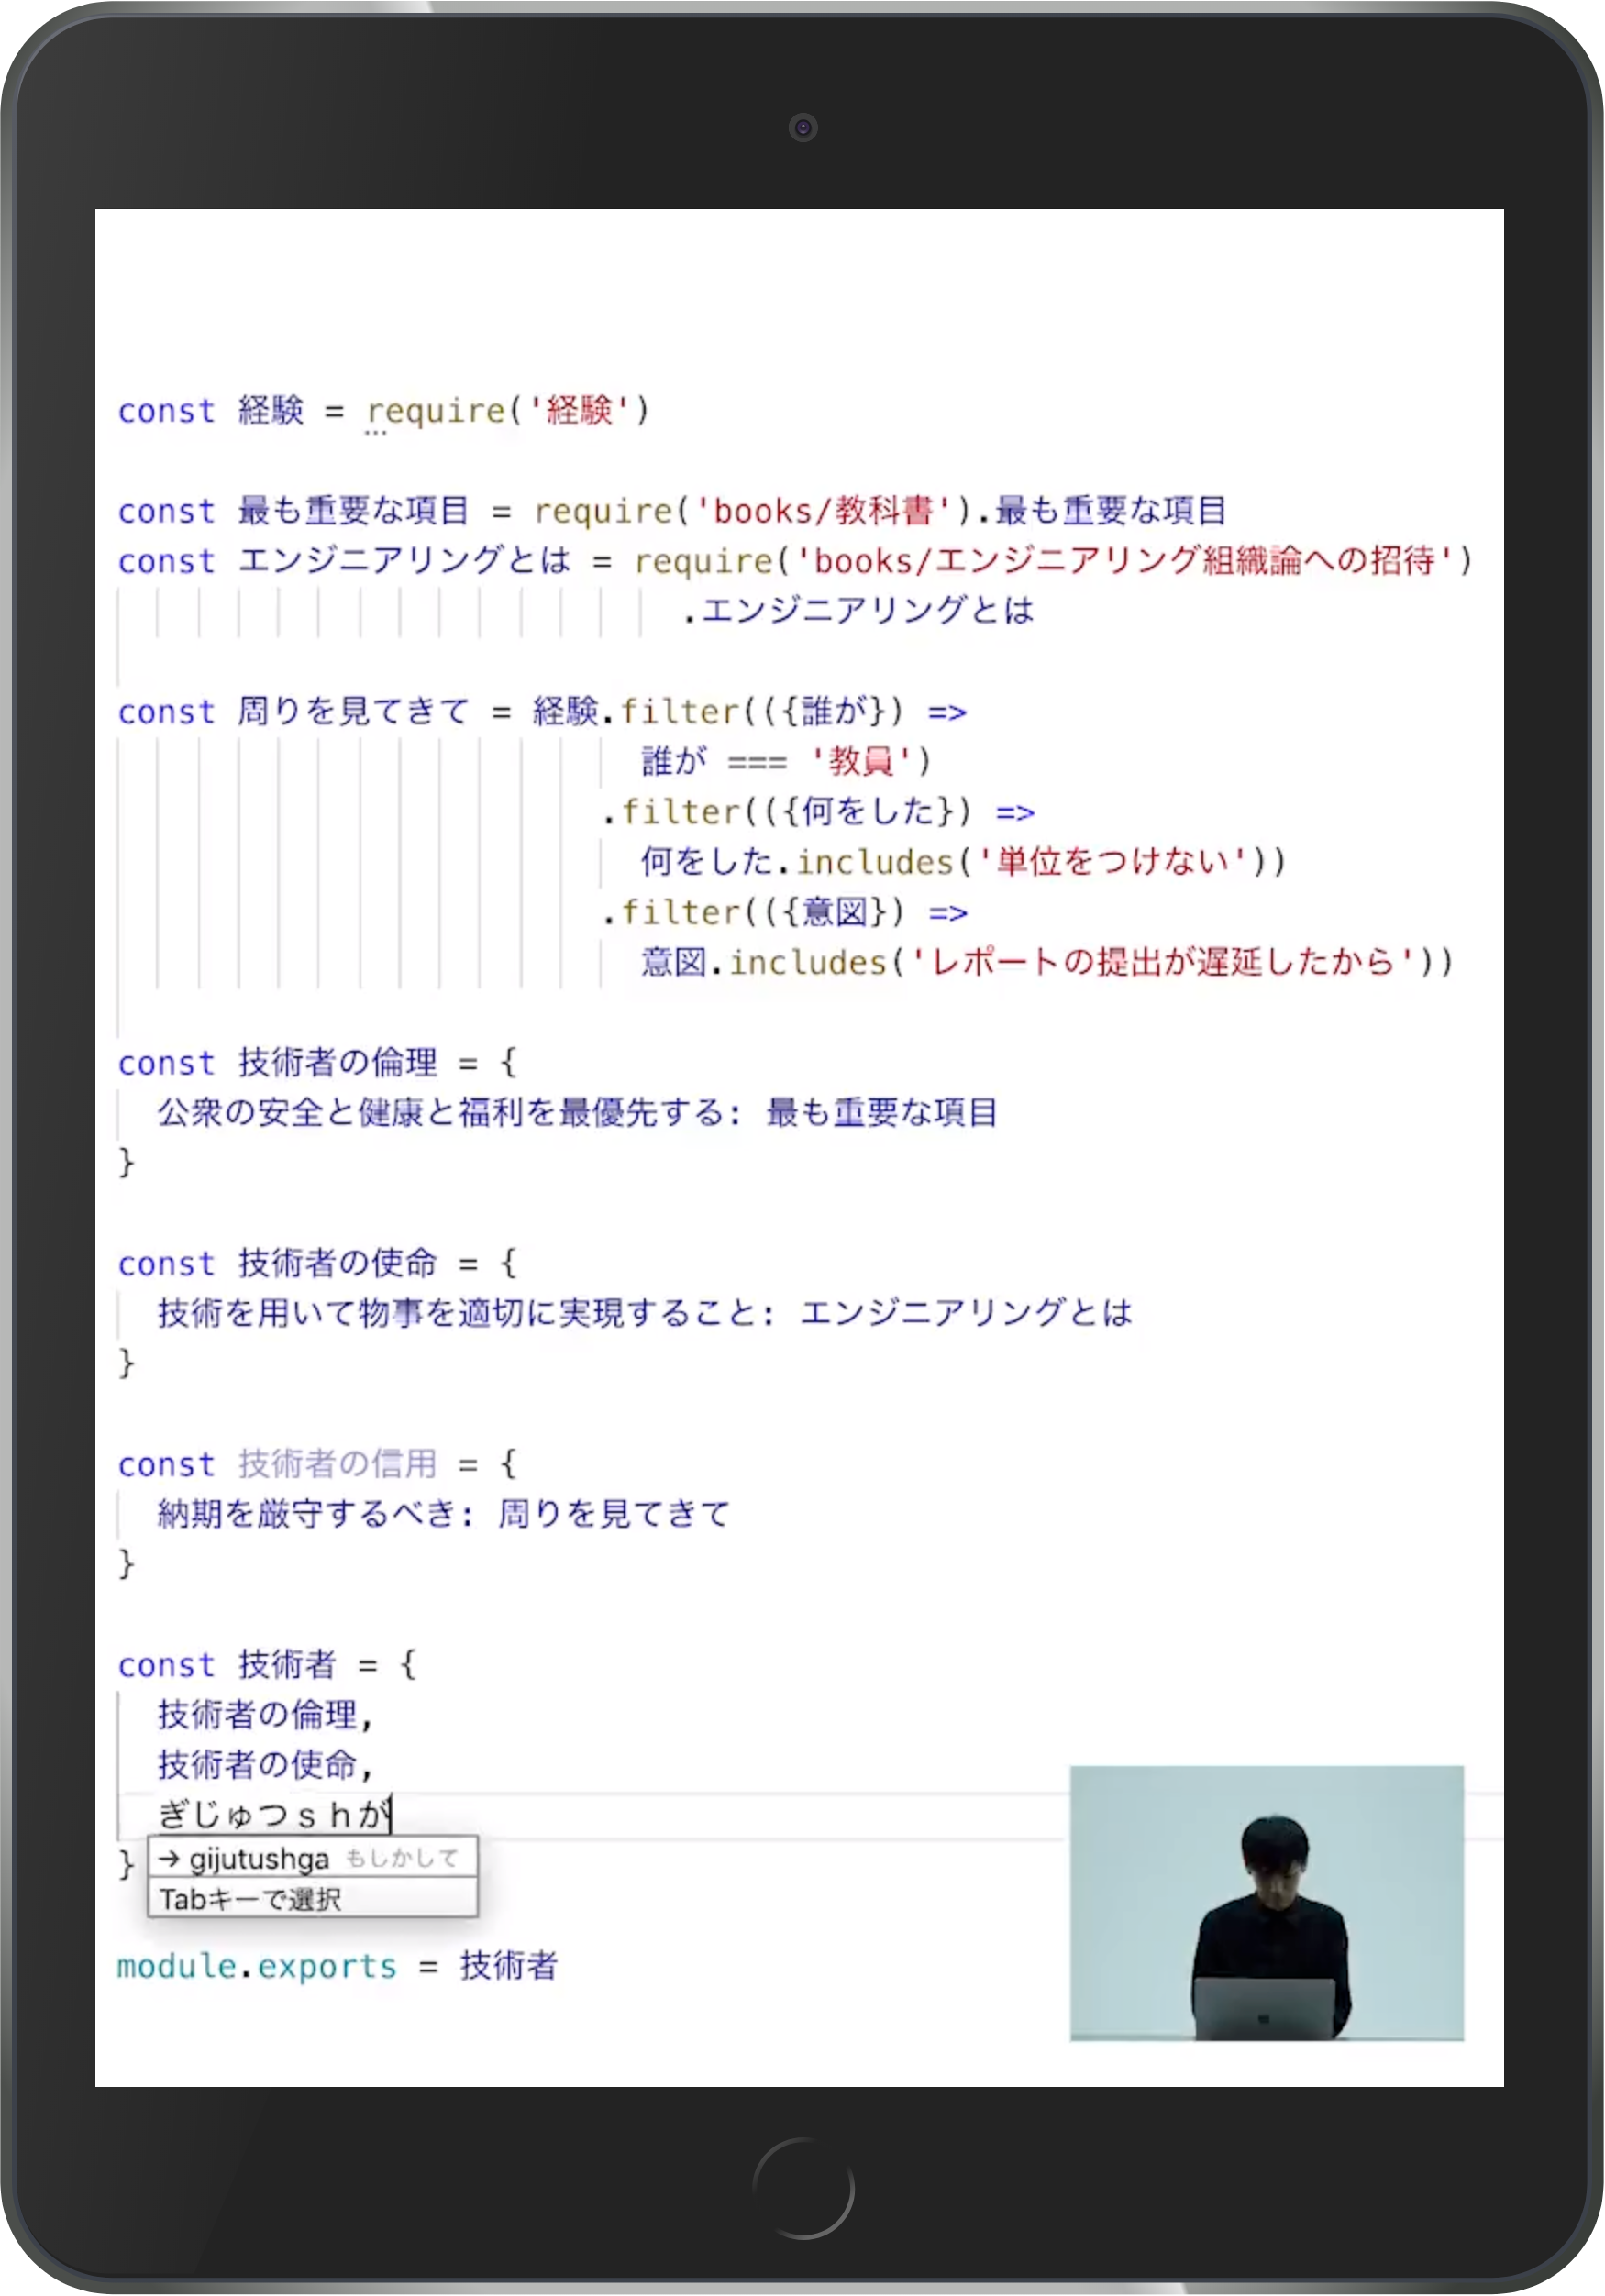 const 経験 = require('経験')
const 最も重要な項目 = require('books/教科書').最も重要な項目
const エンジニアリングとは = require('books/エンジニアリング組織論への招待')
.エンジニアリングとは
const 周りを見てきて = 経験.filter(({誰が}) =>
誰が === '教員')
.filter(({何をした}) =>
何をした.includes('単位をつけない'))
.filter(({意図}) =>
意図.includes('レポートの提出が遅延したから'))
const 技術者の倫理 = {
公衆の安全と健康と福利を最優先する: 最も重要な項目
}
const 技術者の使命 = {
技術を用いて物事を適切に実現すること: エンジニアリングとは
}
const 技術者の信用 = {
納期を厳守するべき: 周りを見てきて
}
const 技術者 = {
技術者の倫理,
技術者の使命,
ぎじゅつｓｈが
→ gijutushga もしかして
Tabキーで選択
}
module.exports = 技術者